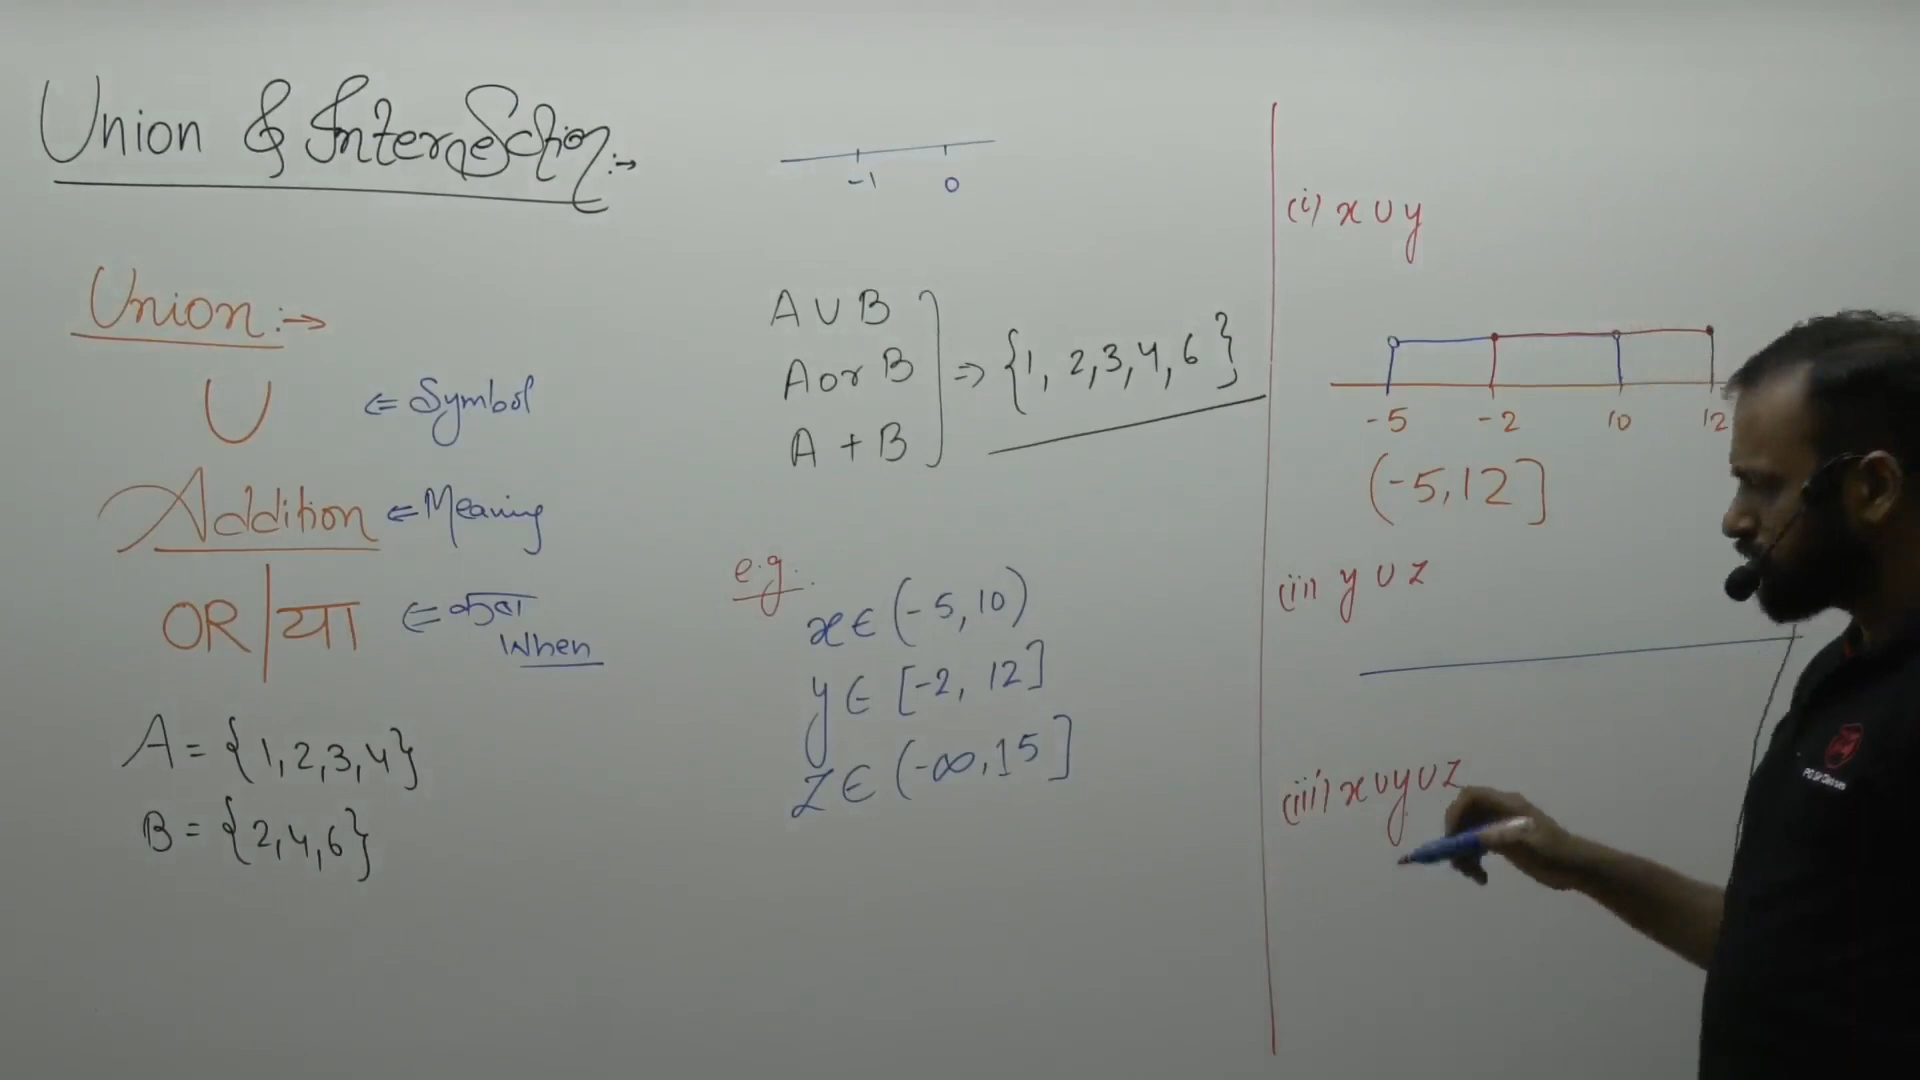 Union & Intersection :→
Union :→
∪ ⇐ Symbol
Addition ⇐ Meaning
OR | या ⇐ कब
When
A = {1, 2, 3, 4}
B = {2, 4, 6}
-1 0
A ∪ B
A or B ⇒ {1, 2, 3, 4, 6}
A + B
e.g.
x ∈ (-5, 10)
y ∈ [-2, 12]
z ∈ (-∞, 15]
(i) x ∪ y
-5 -2 10 12
(-5, 12]
(ii) y ∪ z
(iii) x ∪ y ∪ z